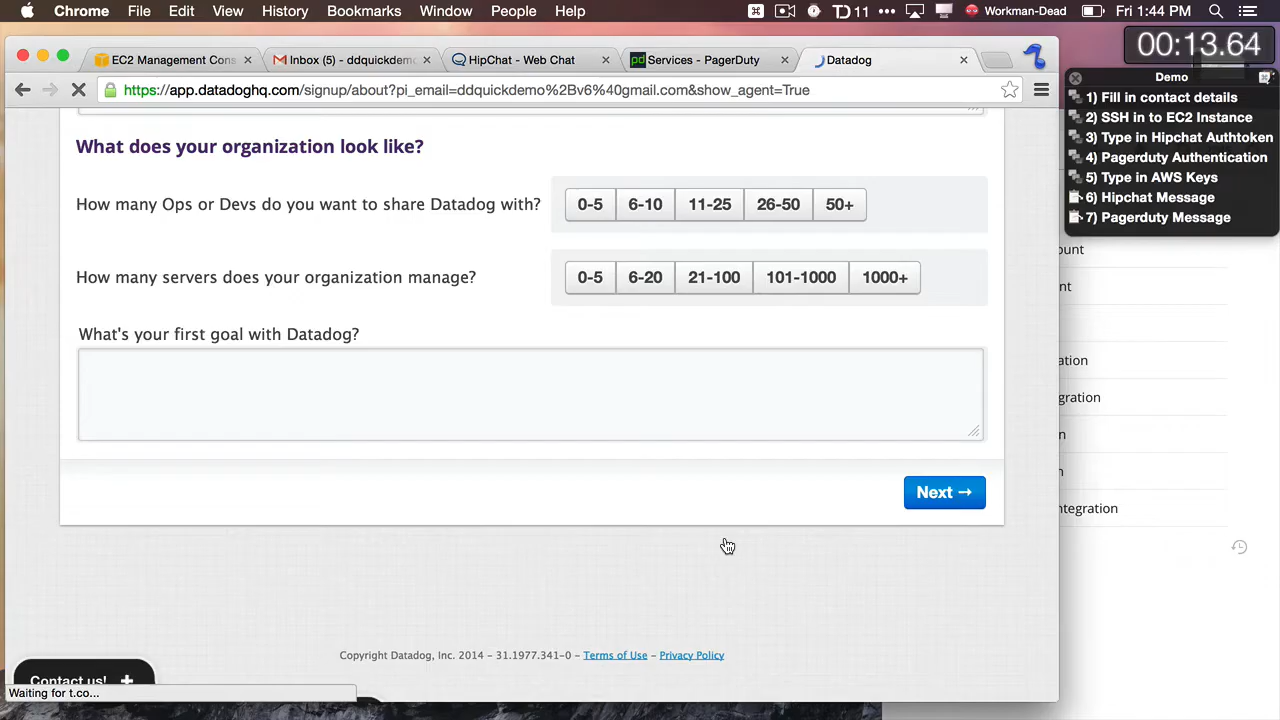 Chrome File Edit View History Bookmarks Window People Help TD 11 Workman-Dead Fri 1:44 PM
00:13.64
EC2 Management Cons Inbox (5) - ddquickdemo HipChat - Web Chat pd Services - PagerDuty Datadog
https://app.datadoghq.com/signup/about?pi_email=ddquickdemo%2Bv6%40gmail.com&show_agent=True
Demo
1) Fill in contact details
2) SSH in to EC2 Instance
3) Type in Hipchat Authtoken
4) Pagerduty Authentication
5) Type in AWS Keys
6) Hipchat Message
7) Pagerduty Message
What does your organization look like?
How many Ops or Devs do you want to share Datadog with? 0-5 6-10 11-25 26-50 50+
How many servers does your organization manage? 0-5 6-20 21-100 101-1000 1000+
What's your first goal with Datadog?
Next →
ount
nt
ation
gration
n
n
ntegration
Copyright Datadog, Inc. 2014 - 31.1977.341-0 - Terms of Use - Privacy Policy
Contact us! +
Waiting for t.co...